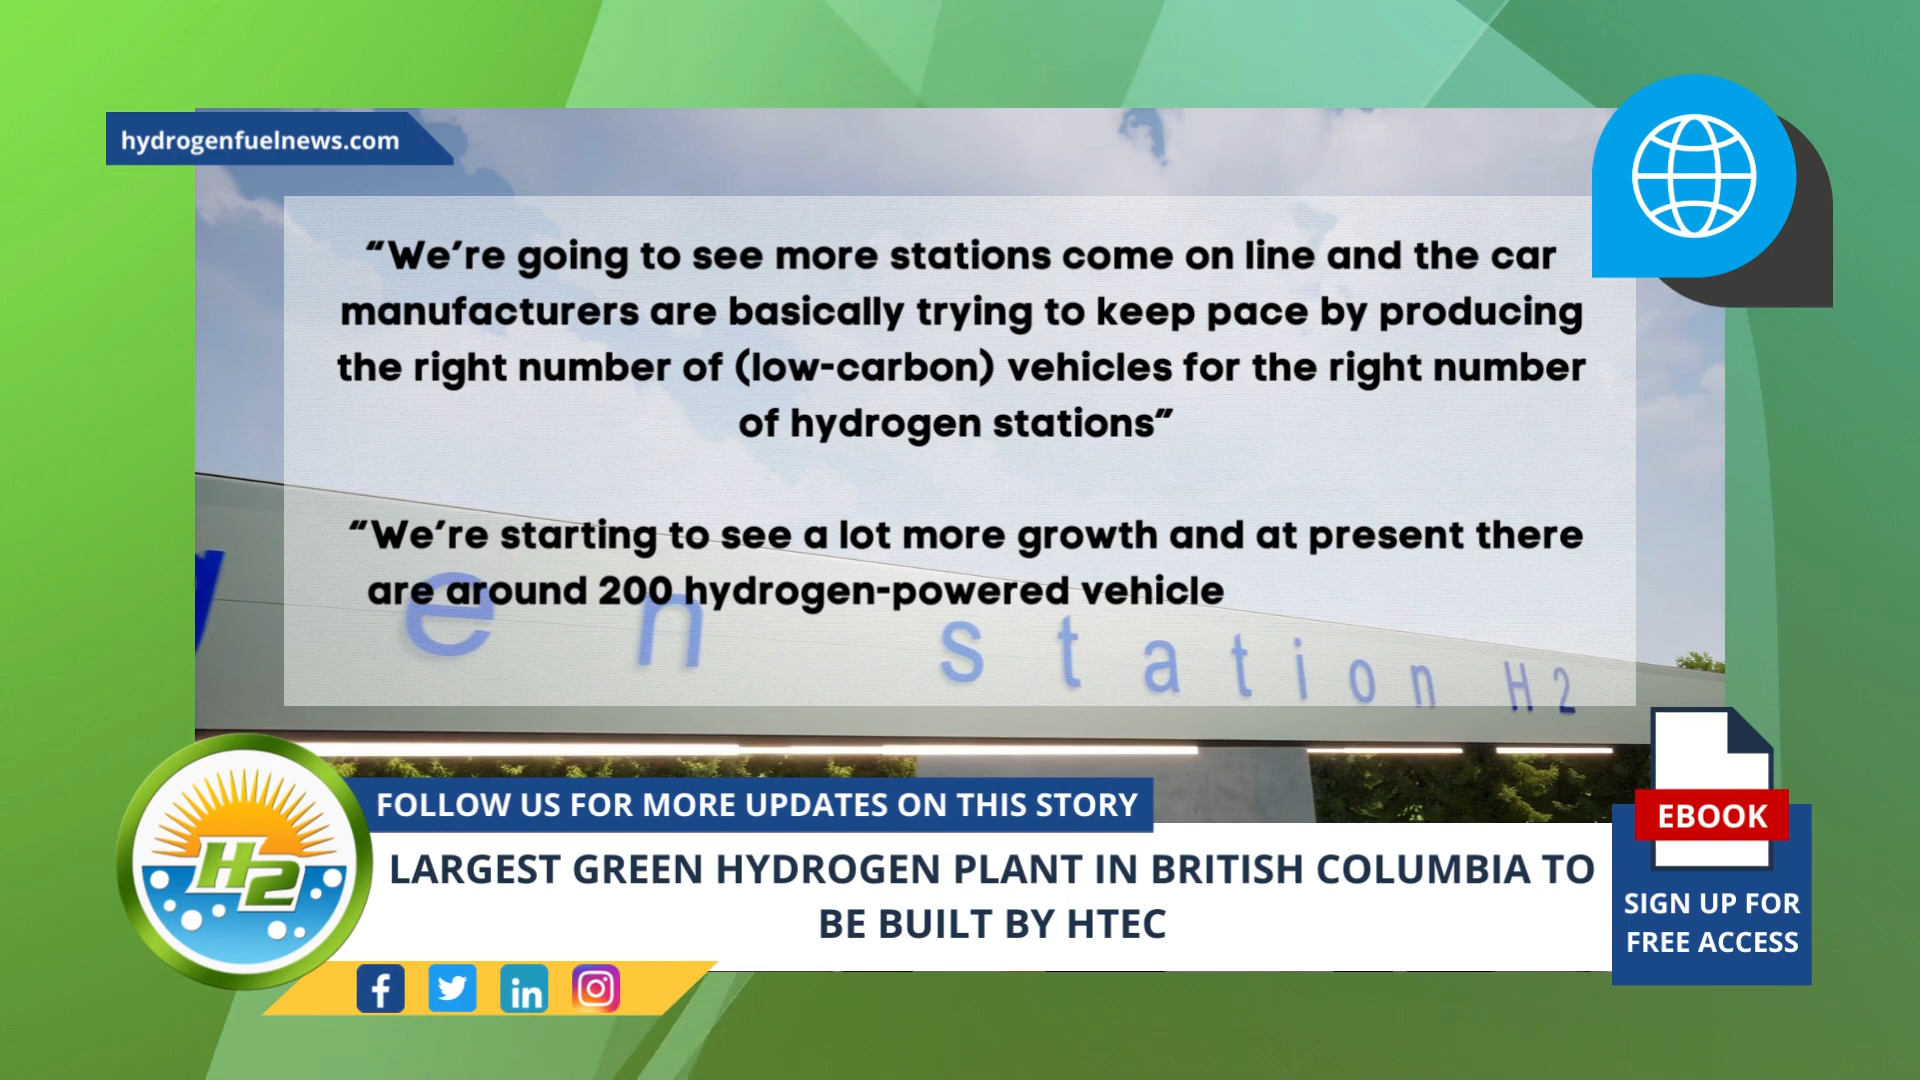 hydrogenfuelnews.com
“We’re going to see more stations come on line and the car
manufacturers are basically trying to keep pace by producing
the right number of (low-carbon) vehicles for the right number
of hydrogen stations”
“We’re starting to see a lot more growth and at present there
are around 200 hydrogen-powered vehicle
y en station H2
FOLLOW US FOR MORE UPDATES ON THIS STORY
H2
LARGEST GREEN HYDROGEN PLANT IN BRITISH COLUMBIA TO
BE BUILT BY HTEC
EBOOK
SIGN UP FOR
FREE ACCESS
f
in